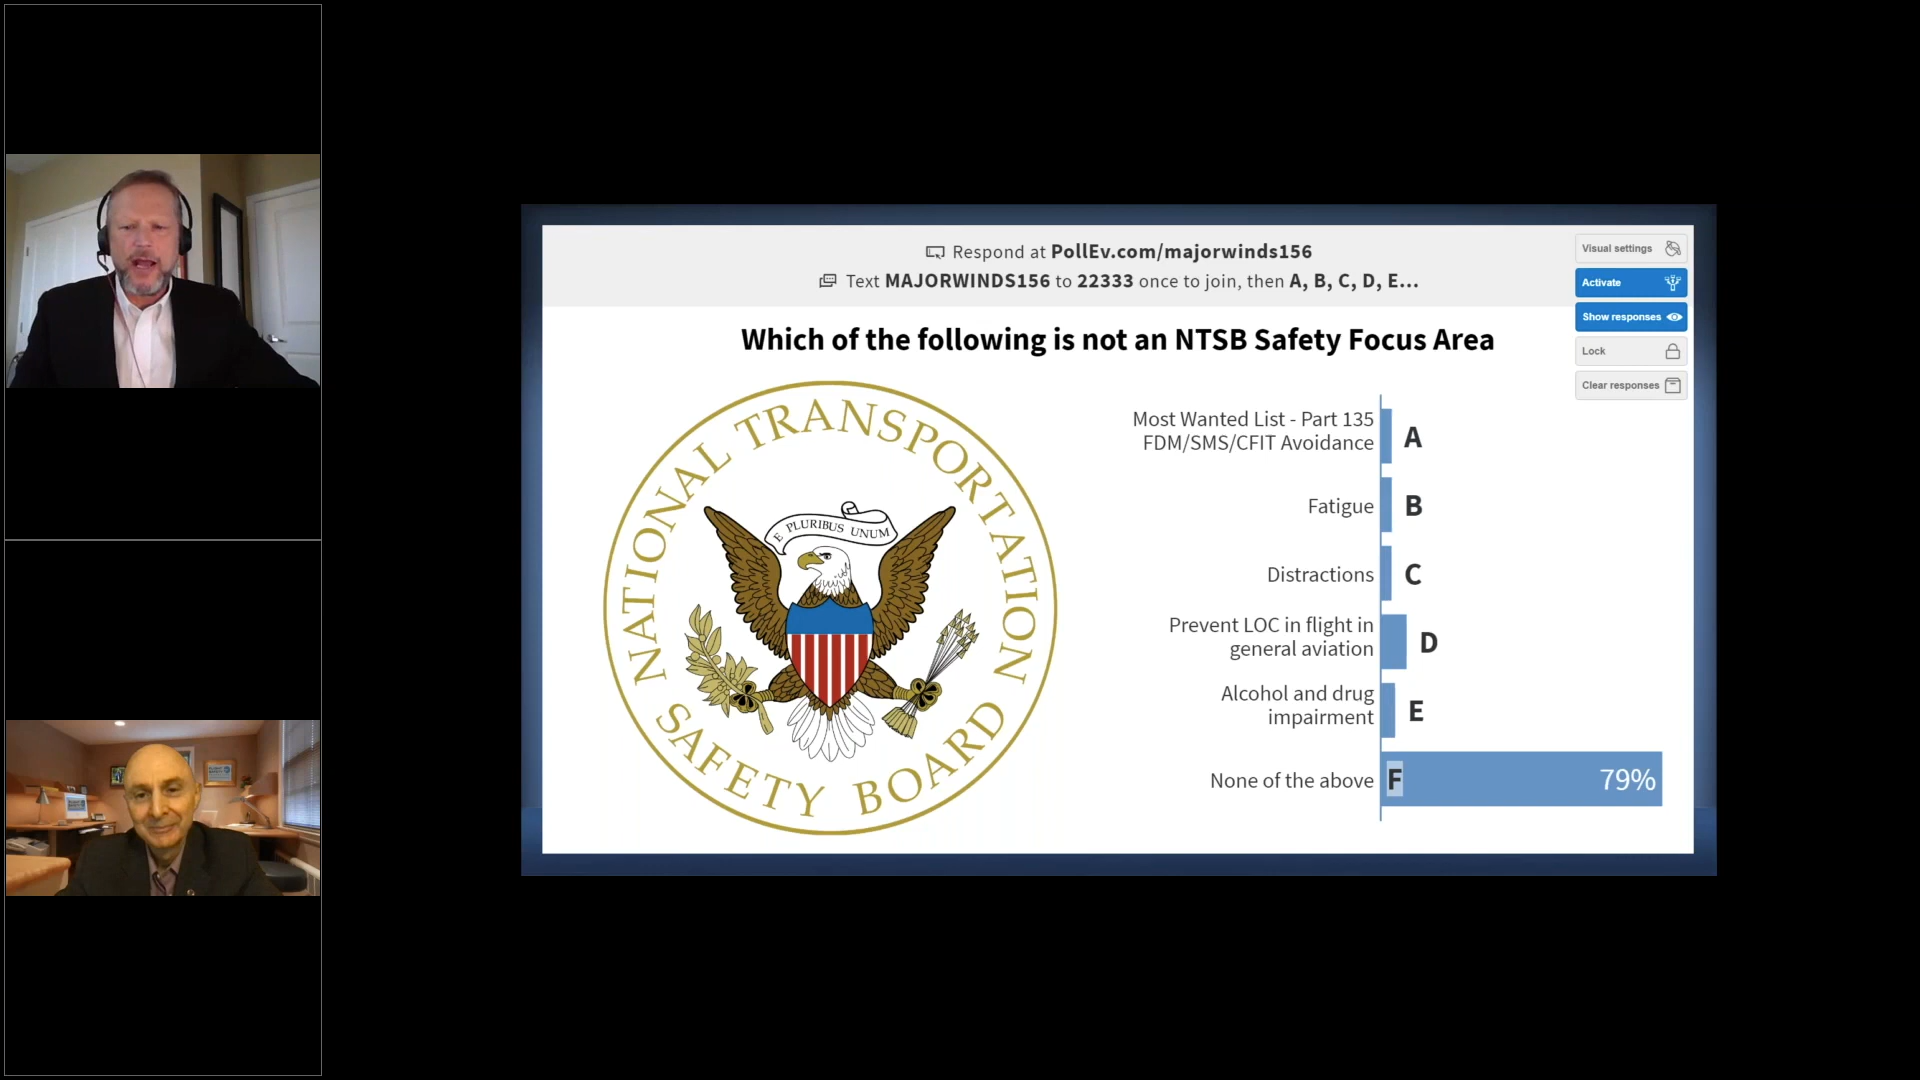 Respond at PollEv.com/majorwinds156
Text MAJORWINDS156 to 22333 once to join, then A, B, C, D, E...
Visual settings
Activate
Show responses
Lock
Clear responses
Which of the following is not an NTSB Safety Focus Area
NATIONAL TRANSPORTATION
SAFETY BOARD
E PLURIBUS UNUM
Most Wanted List - Part 135
FDM/SMS/CFIT Avoidance
A
Fatigue
B
Distractions
C
Prevent LOC in flight in
general aviation
D
Alcohol and drug
impairment
E
None of the above
F
79%